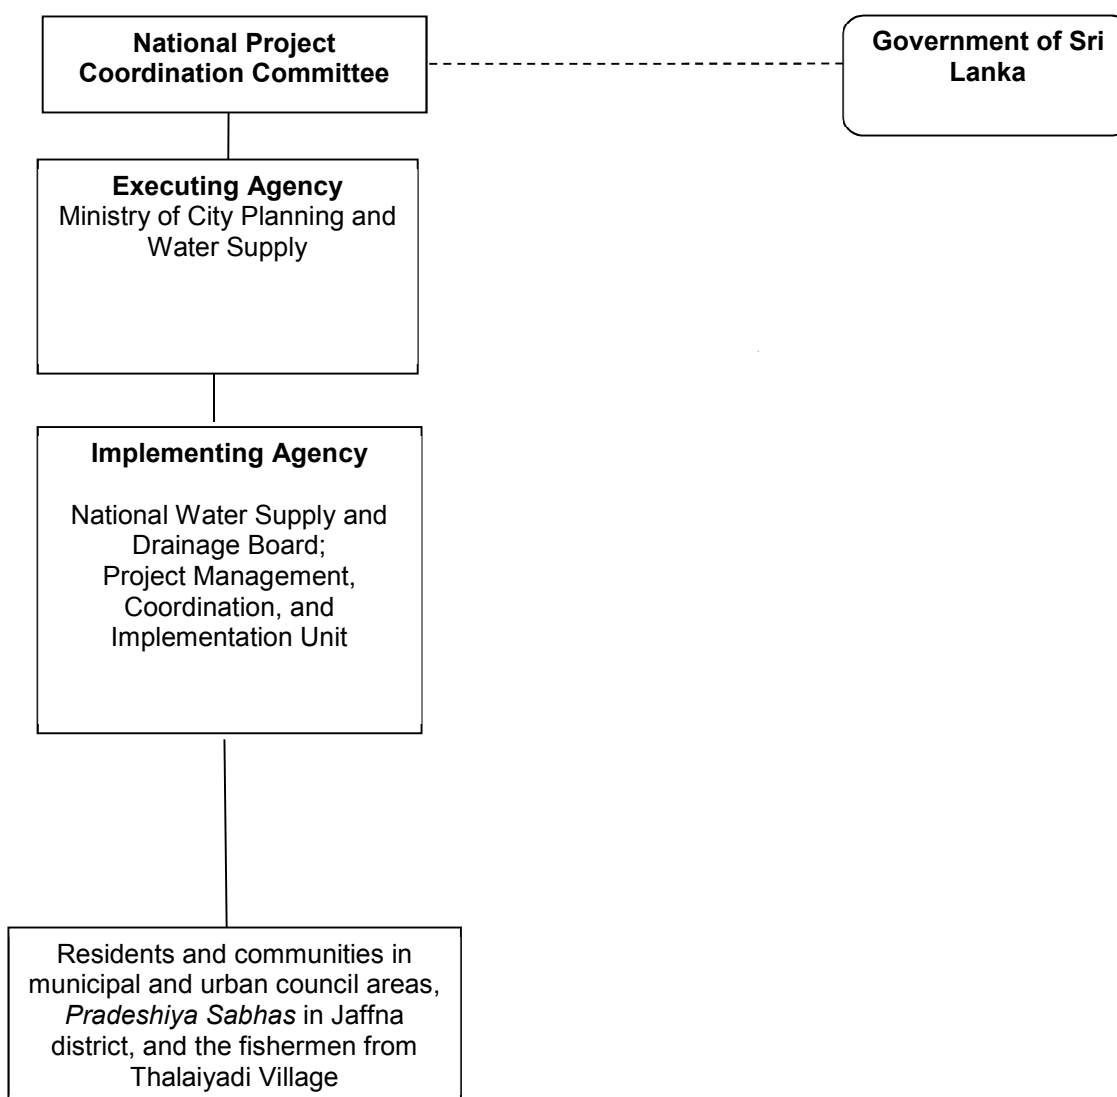 National Project
Coordination Committee
Government of Sri
Lanka
Executing Agency
Ministry of City Planning and
Water Supply
Implementing Agency
National Water Supply and
Drainage Board;
Project Management,
Coordination, and
Implementation Unit
Residents and communities in
municipal and urban council areas,
Pradeshiya Sabhas in Jaffna
district, and the fishermen from
Thalaiyadi Village